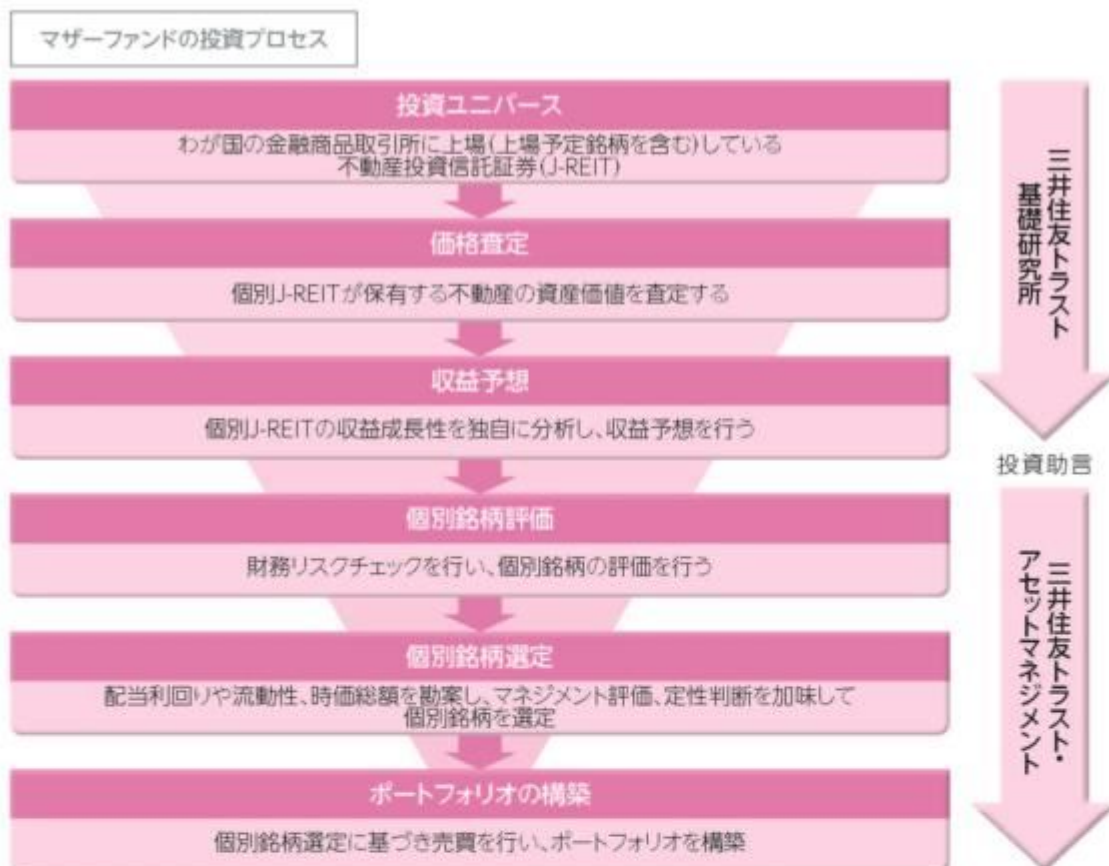 マザーファンドの投資プロセス
投資ユニバース
わが国の金融商品取引所に上場(上場予定銘柄を含む)している
不動産投資信託証券(J-REIT)
価格査定
個別J-REITが保有する不動産の資産価値を査定する
収益予想
個別J-REITの収益成長性を独自に分析し、収益予想を行う
個別銘柄評価
財務リスクチェックを行い、個別銘柄の評価を行う
個別銘柄選定
配当利回りや流動性、時価総額を勘案し、マネジメント評価、定性判断を加味して
個別銘柄を選定
ポートフォリオの構築
個別銘柄選定に基づき売買を行い、ポートフォリオを構築
三井住友トラスト
基礎研究所
投資助言
三井住友トラスト・
アセットマネジメント